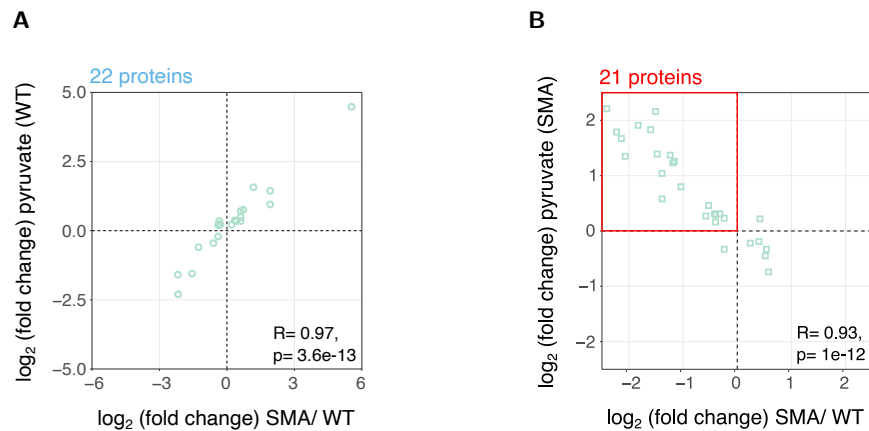 A
22 proteins
log₂ (fold change) pyruvate (WT)
5.0
2.5
0.0
−2.5
−5.0
R= 0.97,
p= 3.6e-13
−6
−3
0
3
6
log₂ (fold change) SMA/ WT
B
21 proteins
log₂ (fold change) pyruvate (SMA)
2
1
0
−1
−2
R= 0.93,
p= 1e-12
−2
−1
0
1
2
log₂ (fold change) SMA/ WT